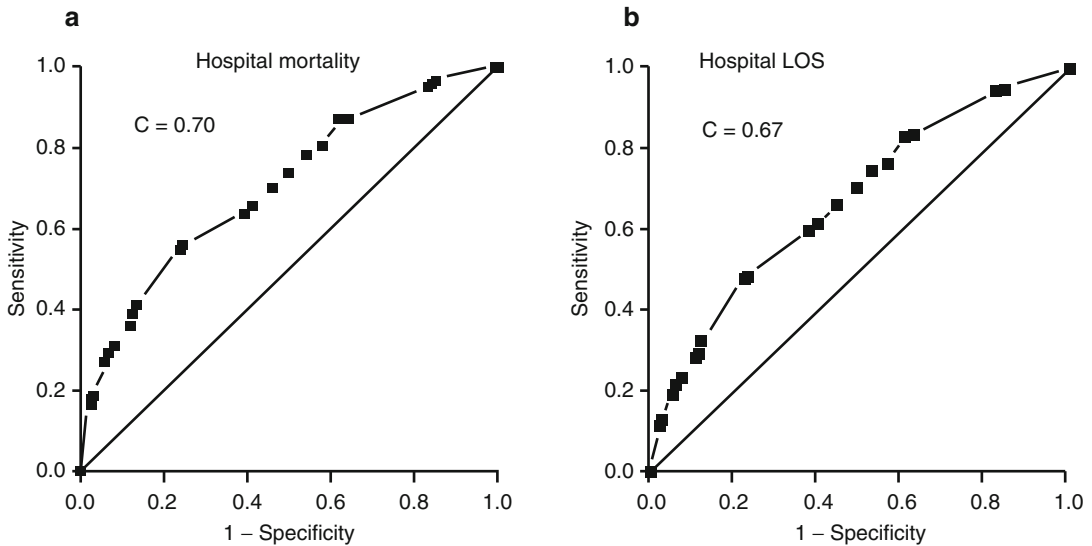 a
Hospital mortality
C = 0.70
Sensitivity
1.0
0.8
0.6
0.4
0.2
0.0
0.0 0.2 0.4 0.6 0.8 1.0
1 – Specificity
b
Hospital LOS
C = 0.67
Sensitivity
1.0
0.8
0.6
0.4
0.2
0.0
0.0 0.2 0.4 0.6 0.8 1.0
1 – Specificity